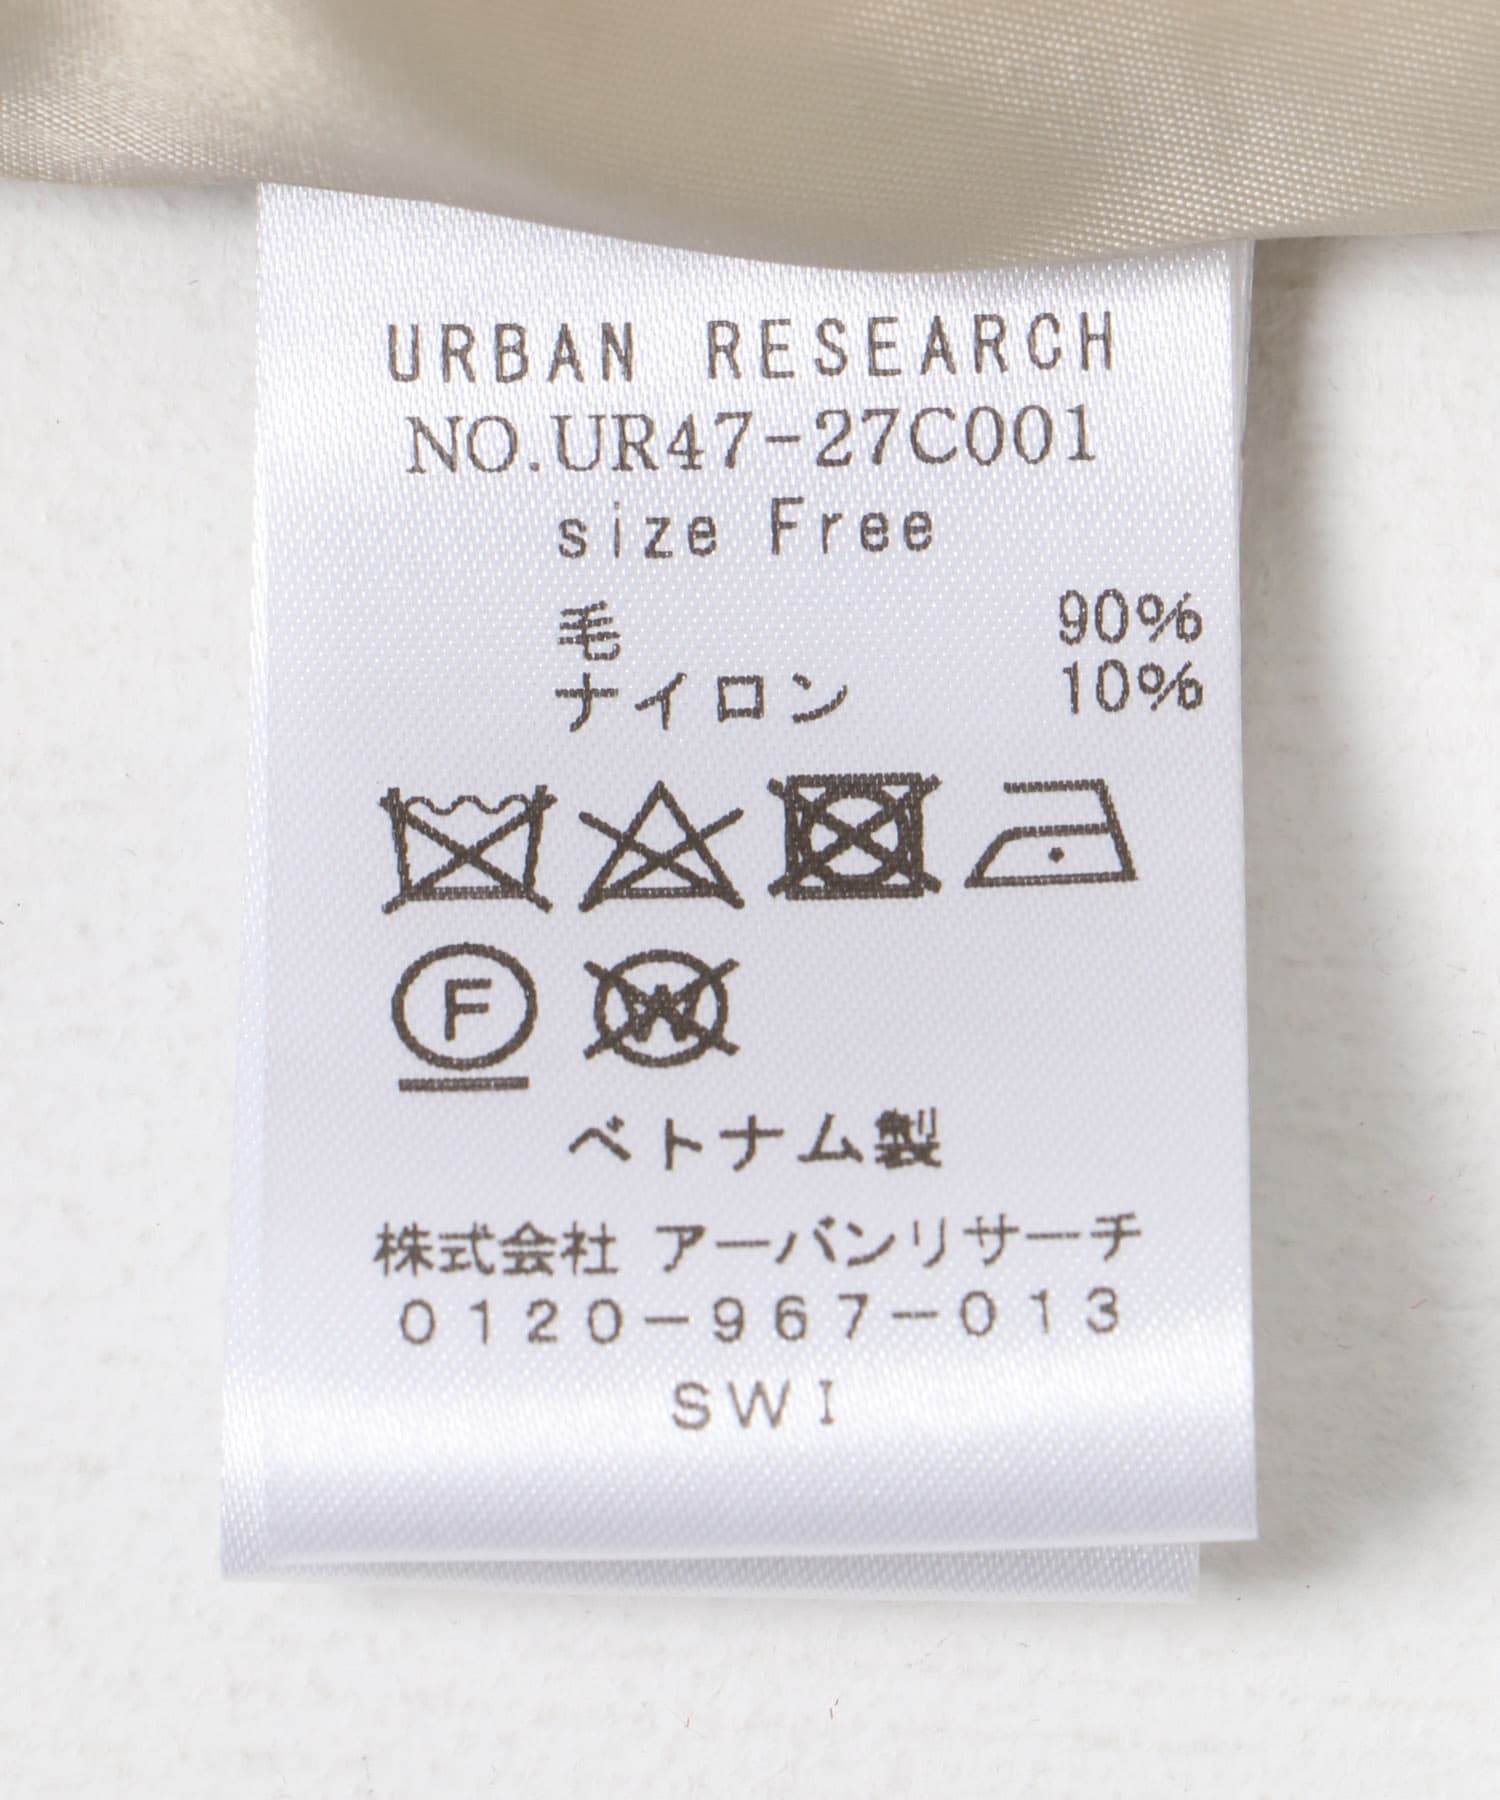 URBAN RESEARCH
NO.UR47-27C001
size Free
毛 90%
ナイロン 10%
F
W
ベトナム製
株式会社 アーバンリサーチ
0120-967-013
SWI